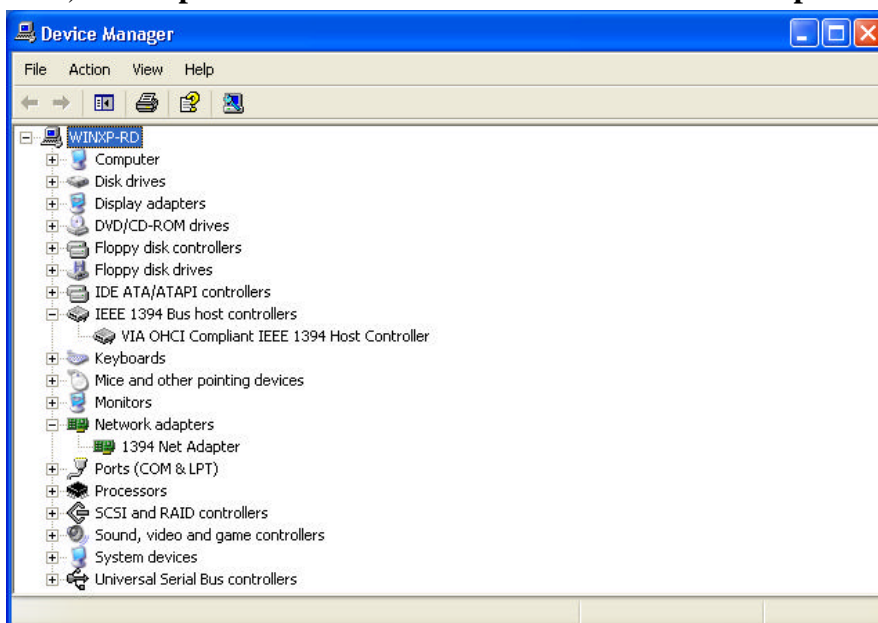 Device Manager
File Action View Help
WINXP-RD
Computer
Disk drives
Display adapters
DVD/CD-ROM drives
Floppy disk controllers
Floppy disk drives
IDE ATA/ATAPI controllers
IEEE 1394 Bus host controllers
VIA OHCI Compliant IEEE 1394 Host Controller
Keyboards
Mice and other pointing devices
Monitors
Network adapters
1394 Net Adapter
Ports (COM & LPT)
Processors
SCSI and RAID controllers
Sound, video and game controllers
System devices
Universal Serial Bus controllers